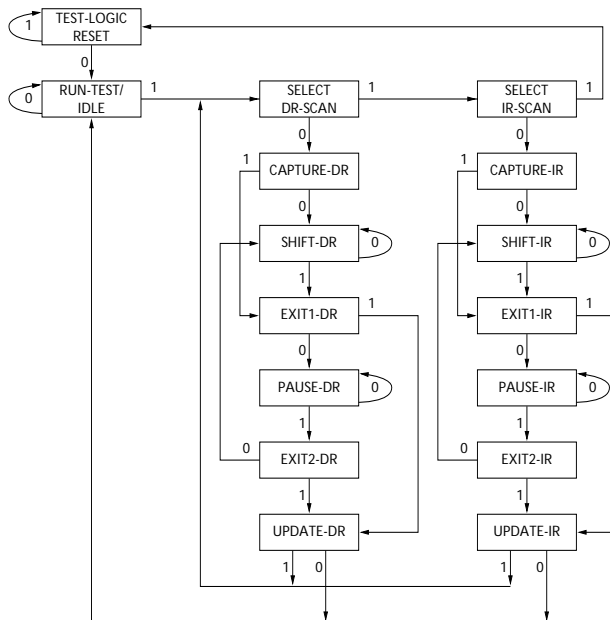 1
TEST-LOGIC
RESET
0
0
RUN-TEST/
IDLE
1
SELECT
DR-SCAN
1
SELECT
IR-SCAN
1
0
0
1
CAPTURE-DR
1
CAPTURE-IR
0
0
SHIFT-DR
0
SHIFT-IR
0
1
1
EXIT1-DR
1
EXIT1-IR
1
0
0
PAUSE-DR
0
PAUSE-IR
0
1
1
0
EXIT2-DR
0
EXIT2-IR
1
1
UPDATE-DR
UPDATE-IR
1
0
1
0